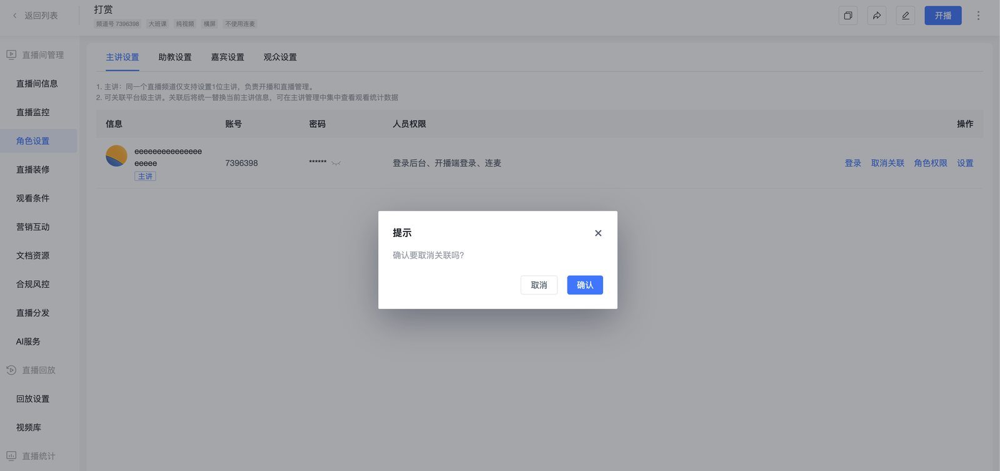 返回列表
打赏
频道号 7396398 大班课 纯视频 横屏 不使用连麦
开播
直播间管理
直播间信息
直播监控
角色设置
直播装修
观看条件
营销互动
文档资源
合规风控
直播分发
AI服务
直播回放
回放设置
视频库
直播统计
主讲设置 助教设置 嘉宾设置 观众设置
1. 主讲：同一个直播频道仅支持设置1位主讲，负责开播和直播管理。
2. 可关联平台级主讲。关联后将统一替换当前主讲信息，可在主讲管理中集中查看观看统计数据
信息 账号 密码 人员权限 操作
eeeeeeeeeeeeeee
eeeee
主讲
7396398 ****** 登录后台、开播端登录、连麦 登录 取消关联 角色权限 设置
提示
确认要取消关联吗?
取消 确认